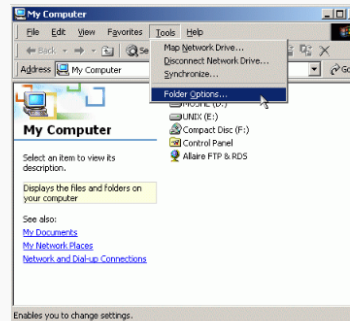 My Computer
File Edit View Favorites Tools Help
Back
Map Network Drive...
Disconnect Network Drive...
Synchronize...
Folder Options...
Address My Computer
Go
My Computer
Select an item to view its
description.
Displays the files and folders on
your computer
See also:
My Documents
My Network Places
Network and Dial-up Connections
UNIX (E:)
Compact Disc (F:)
Control Panel
Allaire FTP & RDS
Enables you to change settings.